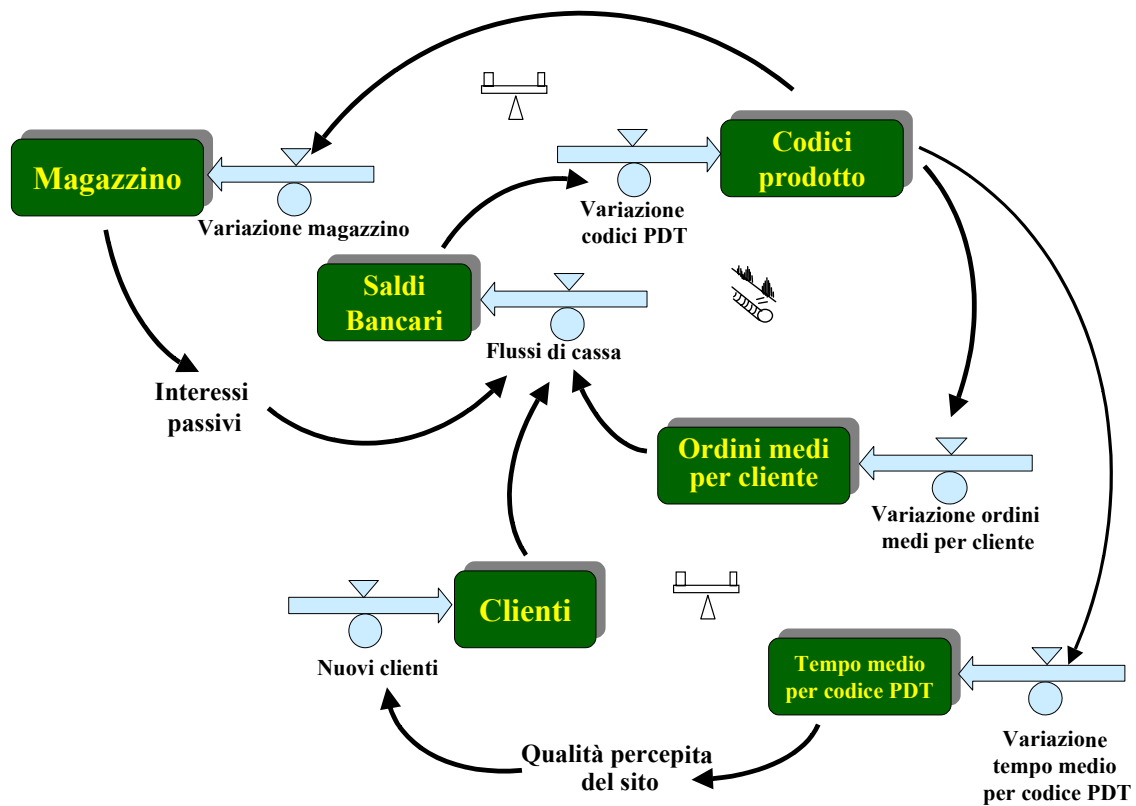 Codici
prodotto
Magazzino
Variazione magazzino
Variazione
codici PDT
Saldi
Bancari
Flussi di cassa
Interessi
passivi
Ordini medi
per cliente
Variazione ordini
medi per cliente
Clienti
Nuovi clienti
Tempo medio
per codice PDT
Variazione
tempo medio
per codice PDT
Qualità percepita
del sito